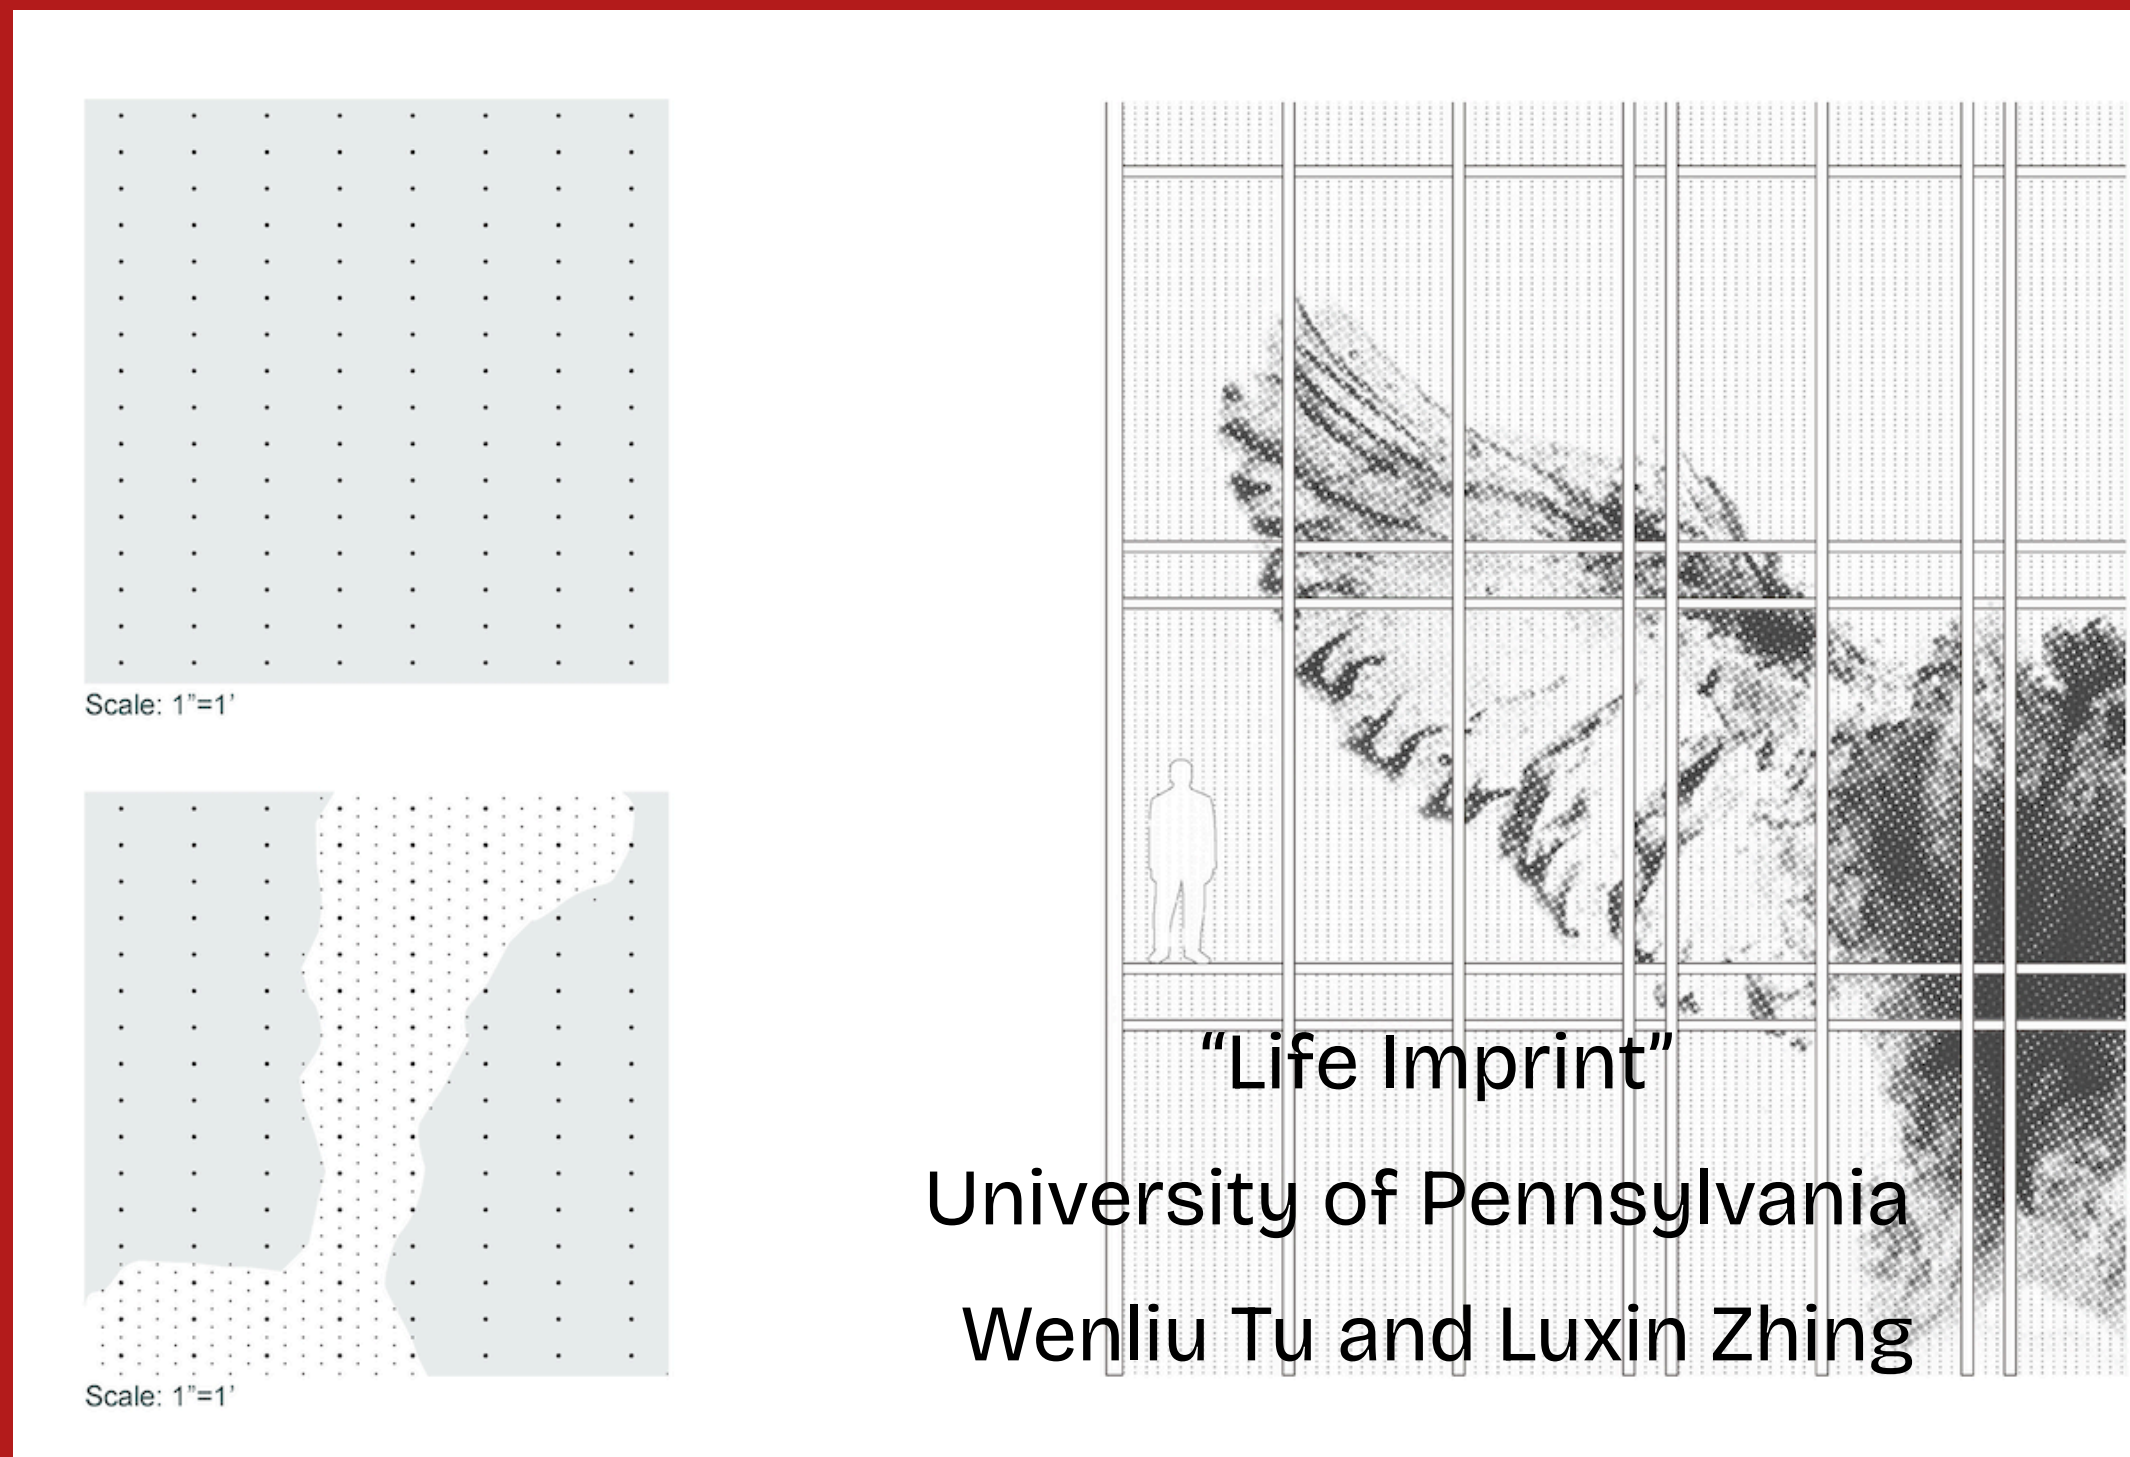 Scale: 1”=1’
Scale: 1”=1’
“Life Imprint”
University of Pennsylvania
Wenliu Tu and Luxin Zhing